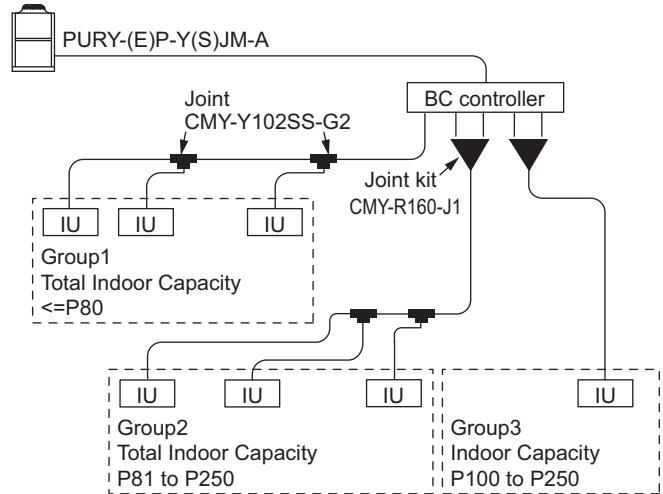 PURY-(E)P-Y(S)JM-A
BC controller
Joint
CMY-Y102SS-G2
Joint kit
CMY-R160-J1
IU
IU
IU
Group1
Total Indoor Capacity
<=P80
IU
IU
IU
IU
Group2
Total Indoor Capacity
P81 to P250
Group3
Indoor Capacity
P100 to P250